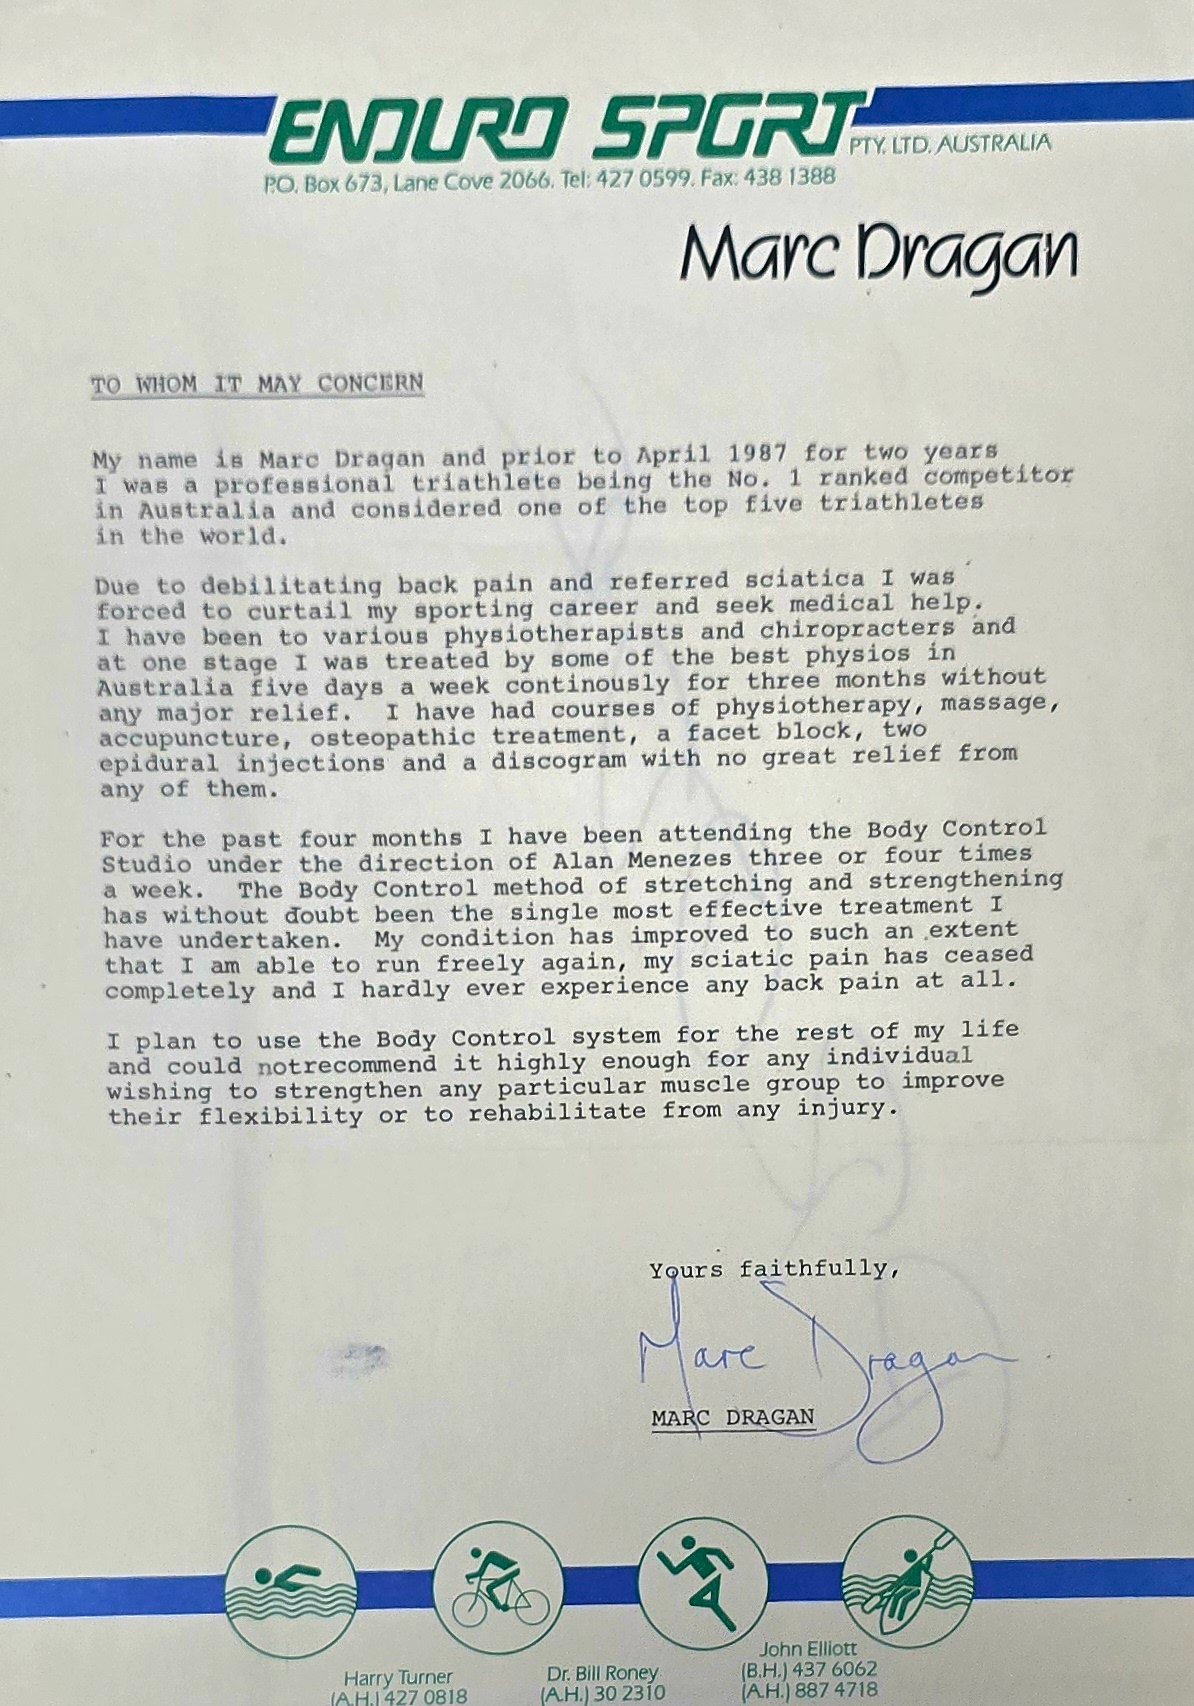 ENDURO SPORT PTY. LTD. AUSTRALIA
P.O. Box 673, Lane Cove 2066. Tel: 427 0599. Fax: 438 1388
Marc Dragan
TO WHOM IT MAY CONCERN
My name is Marc Dragan and prior to April 1987 for two years
I was a professional triathlete being the No. 1 ranked competitor
in Australia and considered one of the top five triathletes
in the world.
Due to debilitating back pain and referred sciatica I was
forced to curtail my sporting career and seek medical help.
I have been to various physiotherapists and chiropracters and
at one stage I was treated by some of the best physios in
Australia five days a week continously for three months without
any major relief. I have had courses of physiotherapy, massage,
accupuncture, osteopathic treatment, a facet block, two
epidural injections and a discogram with no great relief from
any of them.
For the past four months I have been attending the Body Control
Studio under the direction of Alan Menezes three or four times
a week. The Body Control method of stretching and strengthening
has without doubt been the single most effective treatment I
have undertaken. My condition has improved to such an extent
that I am able to run freely again, my sciatic pain has ceased
completely and I hardly ever experience any back pain at all.
I plan to use the Body Control system for the rest of my life
and could notrecommend it highly enough for any individual
wishing to strengthen any particular muscle group to improve
their flexibility or to rehabilitate from any injury.
Yours faithfully,
Marc Dragan
MARC DRAGAN
Harry Turner
(A.H.) 427 0818
Dr. Bill Roney
(A.H.) 30 2310
John Elliott
(B.H.) 437 6062
(A.H.) 887 4718